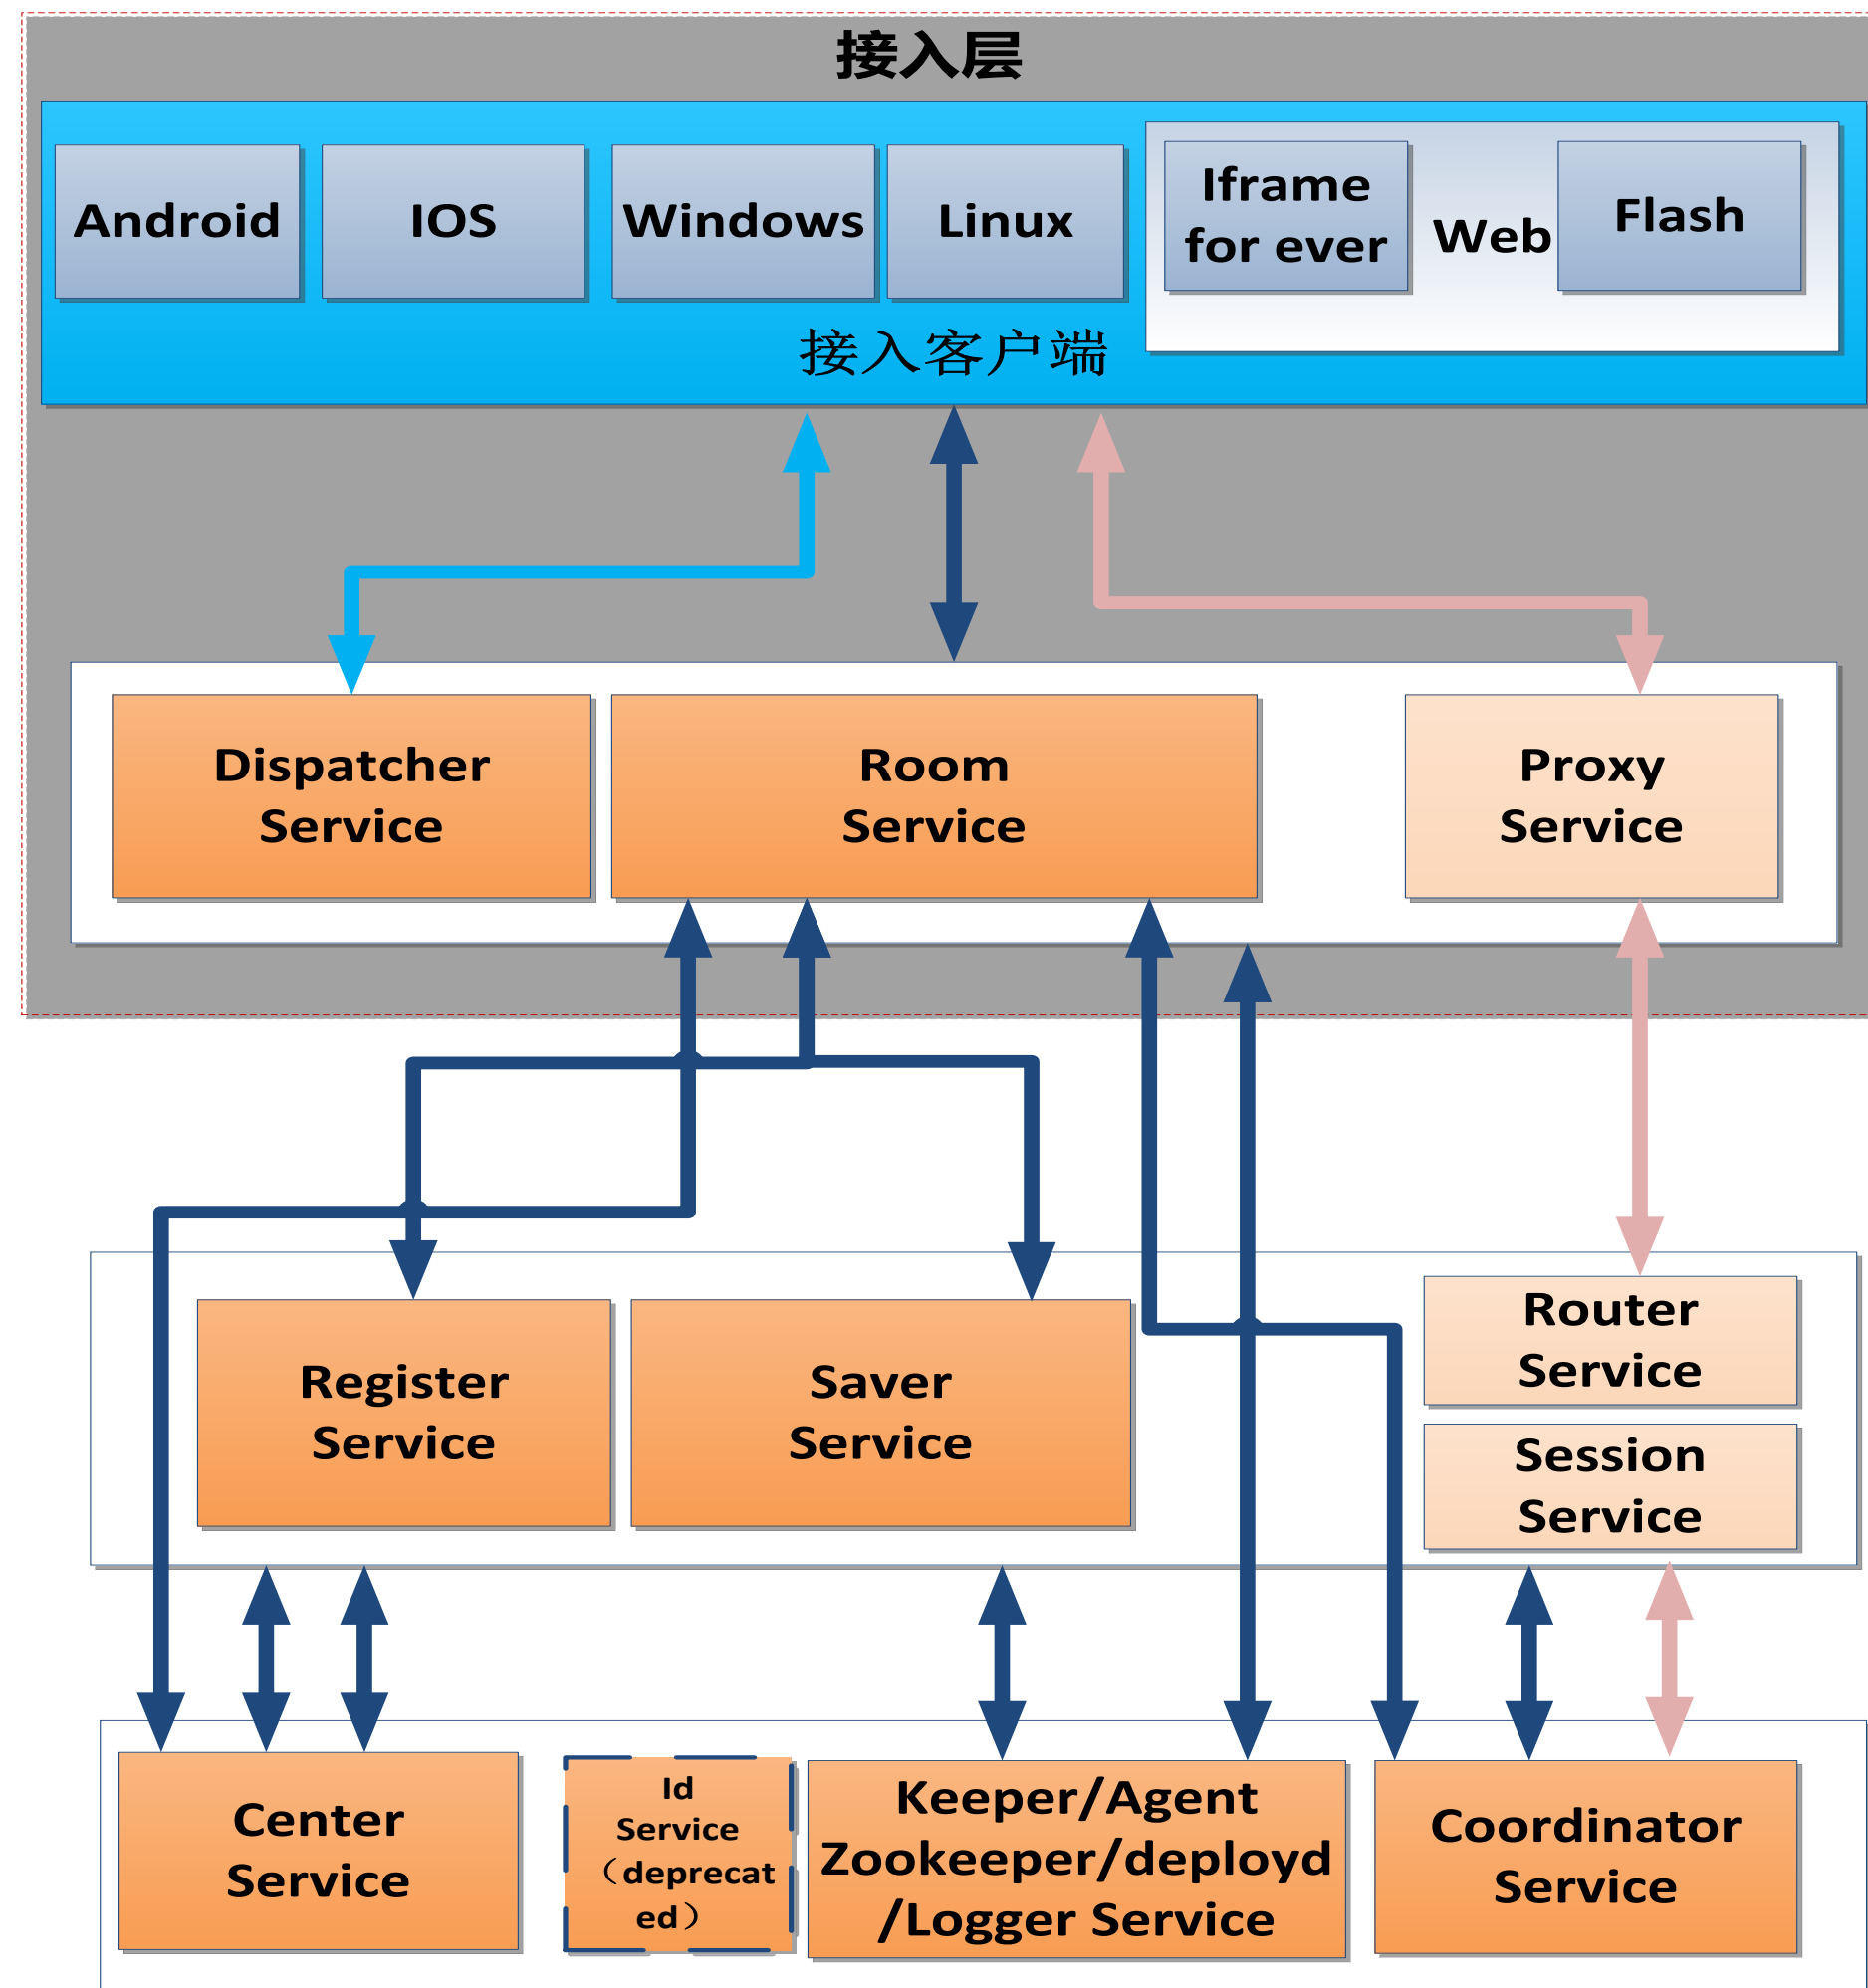 接入层
Android
IOS
Windows
Linux
Iframe
for ever
Web
Flash
接入客户端
Dispatcher
Service
Room
Service
Proxy
Service
Register
Service
Saver
Service
Router
Service
Session
Service
Center
Service
Id
Service
（deprecat
ed）
Keeper/Agent
Zookeeper/deployd
/Logger Service
Coordinator
Service